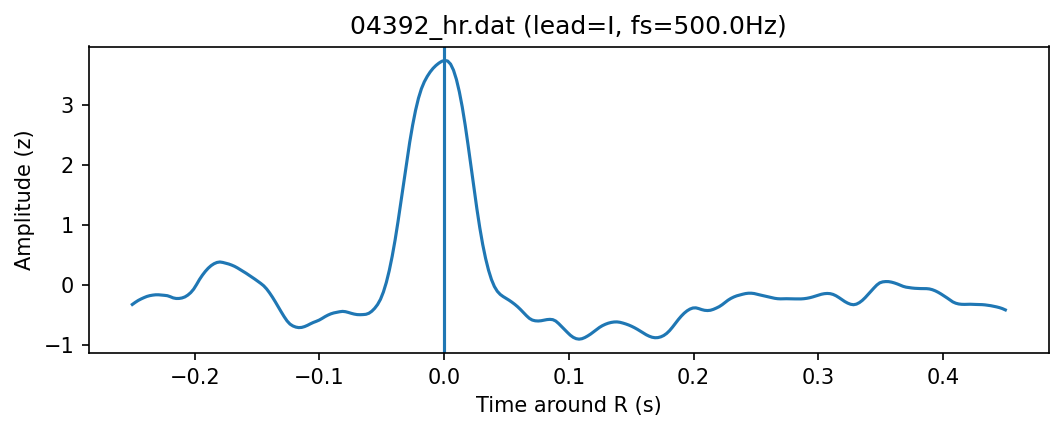 04392_hr.dat (lead=I, fs=500.0Hz)
Amplitude (z)
3
2
1
0
−1
−0.2 −0.1 0.0 0.1 0.2 0.3 0.4
Time around R (s)